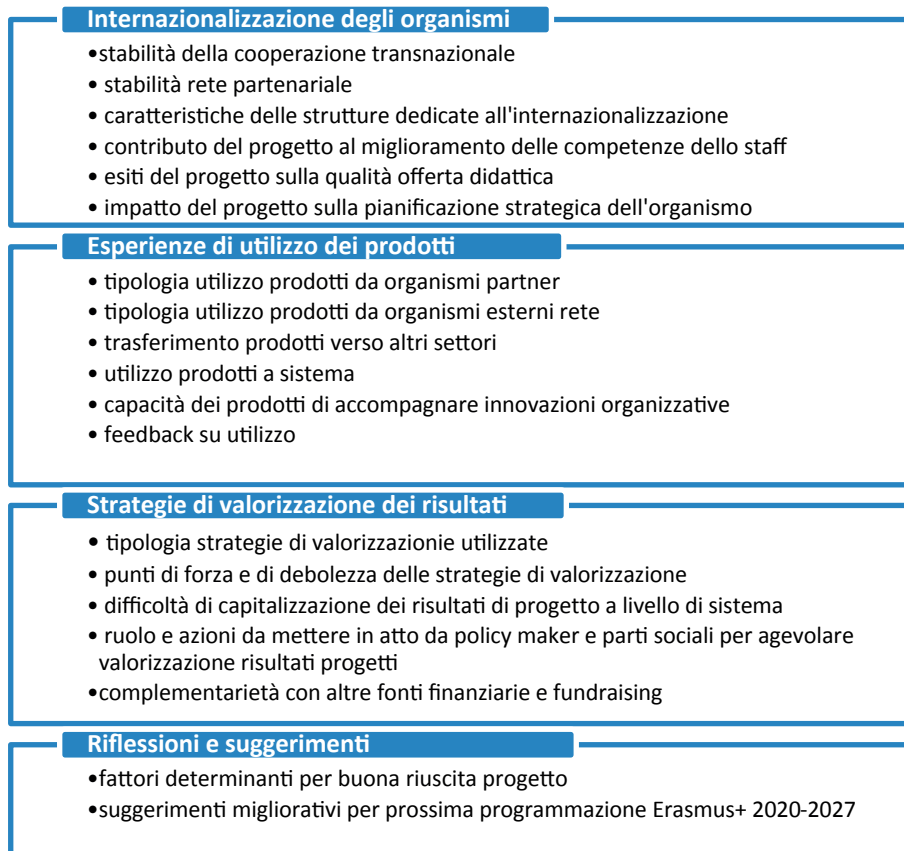 Internazionalizzazione degli organismi
•stabilità della cooperazione transnazionale
• stabilità rete partenariale
• caratteristiche delle strutture dedicate all'internazionalizzazione
• contributo del progetto al miglioramento delle competenze dello staff
• esiti del progetto sulla qualità offerta didattica
• impatto del progetto sulla pianificazione strategica dell'organismo
Esperienze di utilizzo dei prodotti
• tipologia utilizzo prodotti da organismi partner
• tipologia utilizzo prodotti da organismi esterni rete
• trasferimento prodotti verso altri settori
• utilizzo prodotti a sistema
• capacità dei prodotti di accompagnare innovazioni organizzative
• feedback su utilizzo
Strategie di valorizzazione dei risultati
• tipologia strategie di valorizzazionie utilizzate
• punti di forza e di debolezza delle strategie di valorizzazione
• difficoltà di capitalizzazione dei risultati di progetto a livello di sistema
• ruolo e azioni da mettere in atto da policy maker e parti sociali per agevolare
valorizzazione risultati progetti
•complementarietà con altre fonti finanziarie e fundraising
Riflessioni e suggerimenti
•fattori determinanti per buona riuscita progetto
•suggerimenti migliorativi per prossima programmazione Erasmus+ 2020-2027